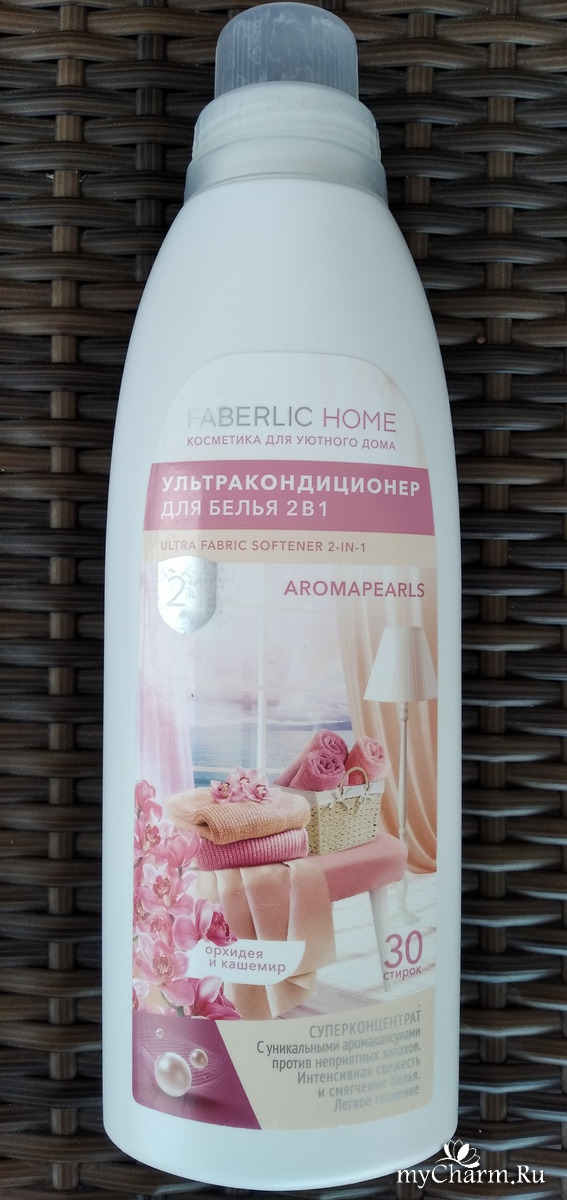 FABERLIC HOME
КОСМЕТИКА ДЛЯ УЮТНОГО ДОМА
УЛЬТРАКОНДИЦИОНЕР
ДЛЯ БЕЛЬЯ 2В1
ULTRA FABRIC SOFTENER 2-IN-1
2
AROMAPEARLS
орхидея
и кашемир
30
стирок
СУПЕРКОНЦЕНТРАТ
С уникальными аромакапсулами
против неприятных запахов.
Интенсивная свежесть
и смягчение белья.
Легкое глажение
myCharm.Ru